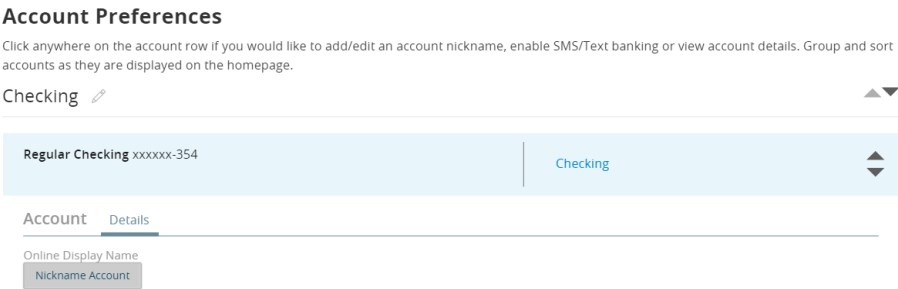 Account Preferences
Click anywhere on the account row if you would like to add/edit an account nickname, enable SMS/Text banking or view account details. Group and sort
accounts as they are displayed on the homepage.
Checking
Regular Checking xxxxxx-354
Checking
Account Details
Online Display Name
Nickname Account